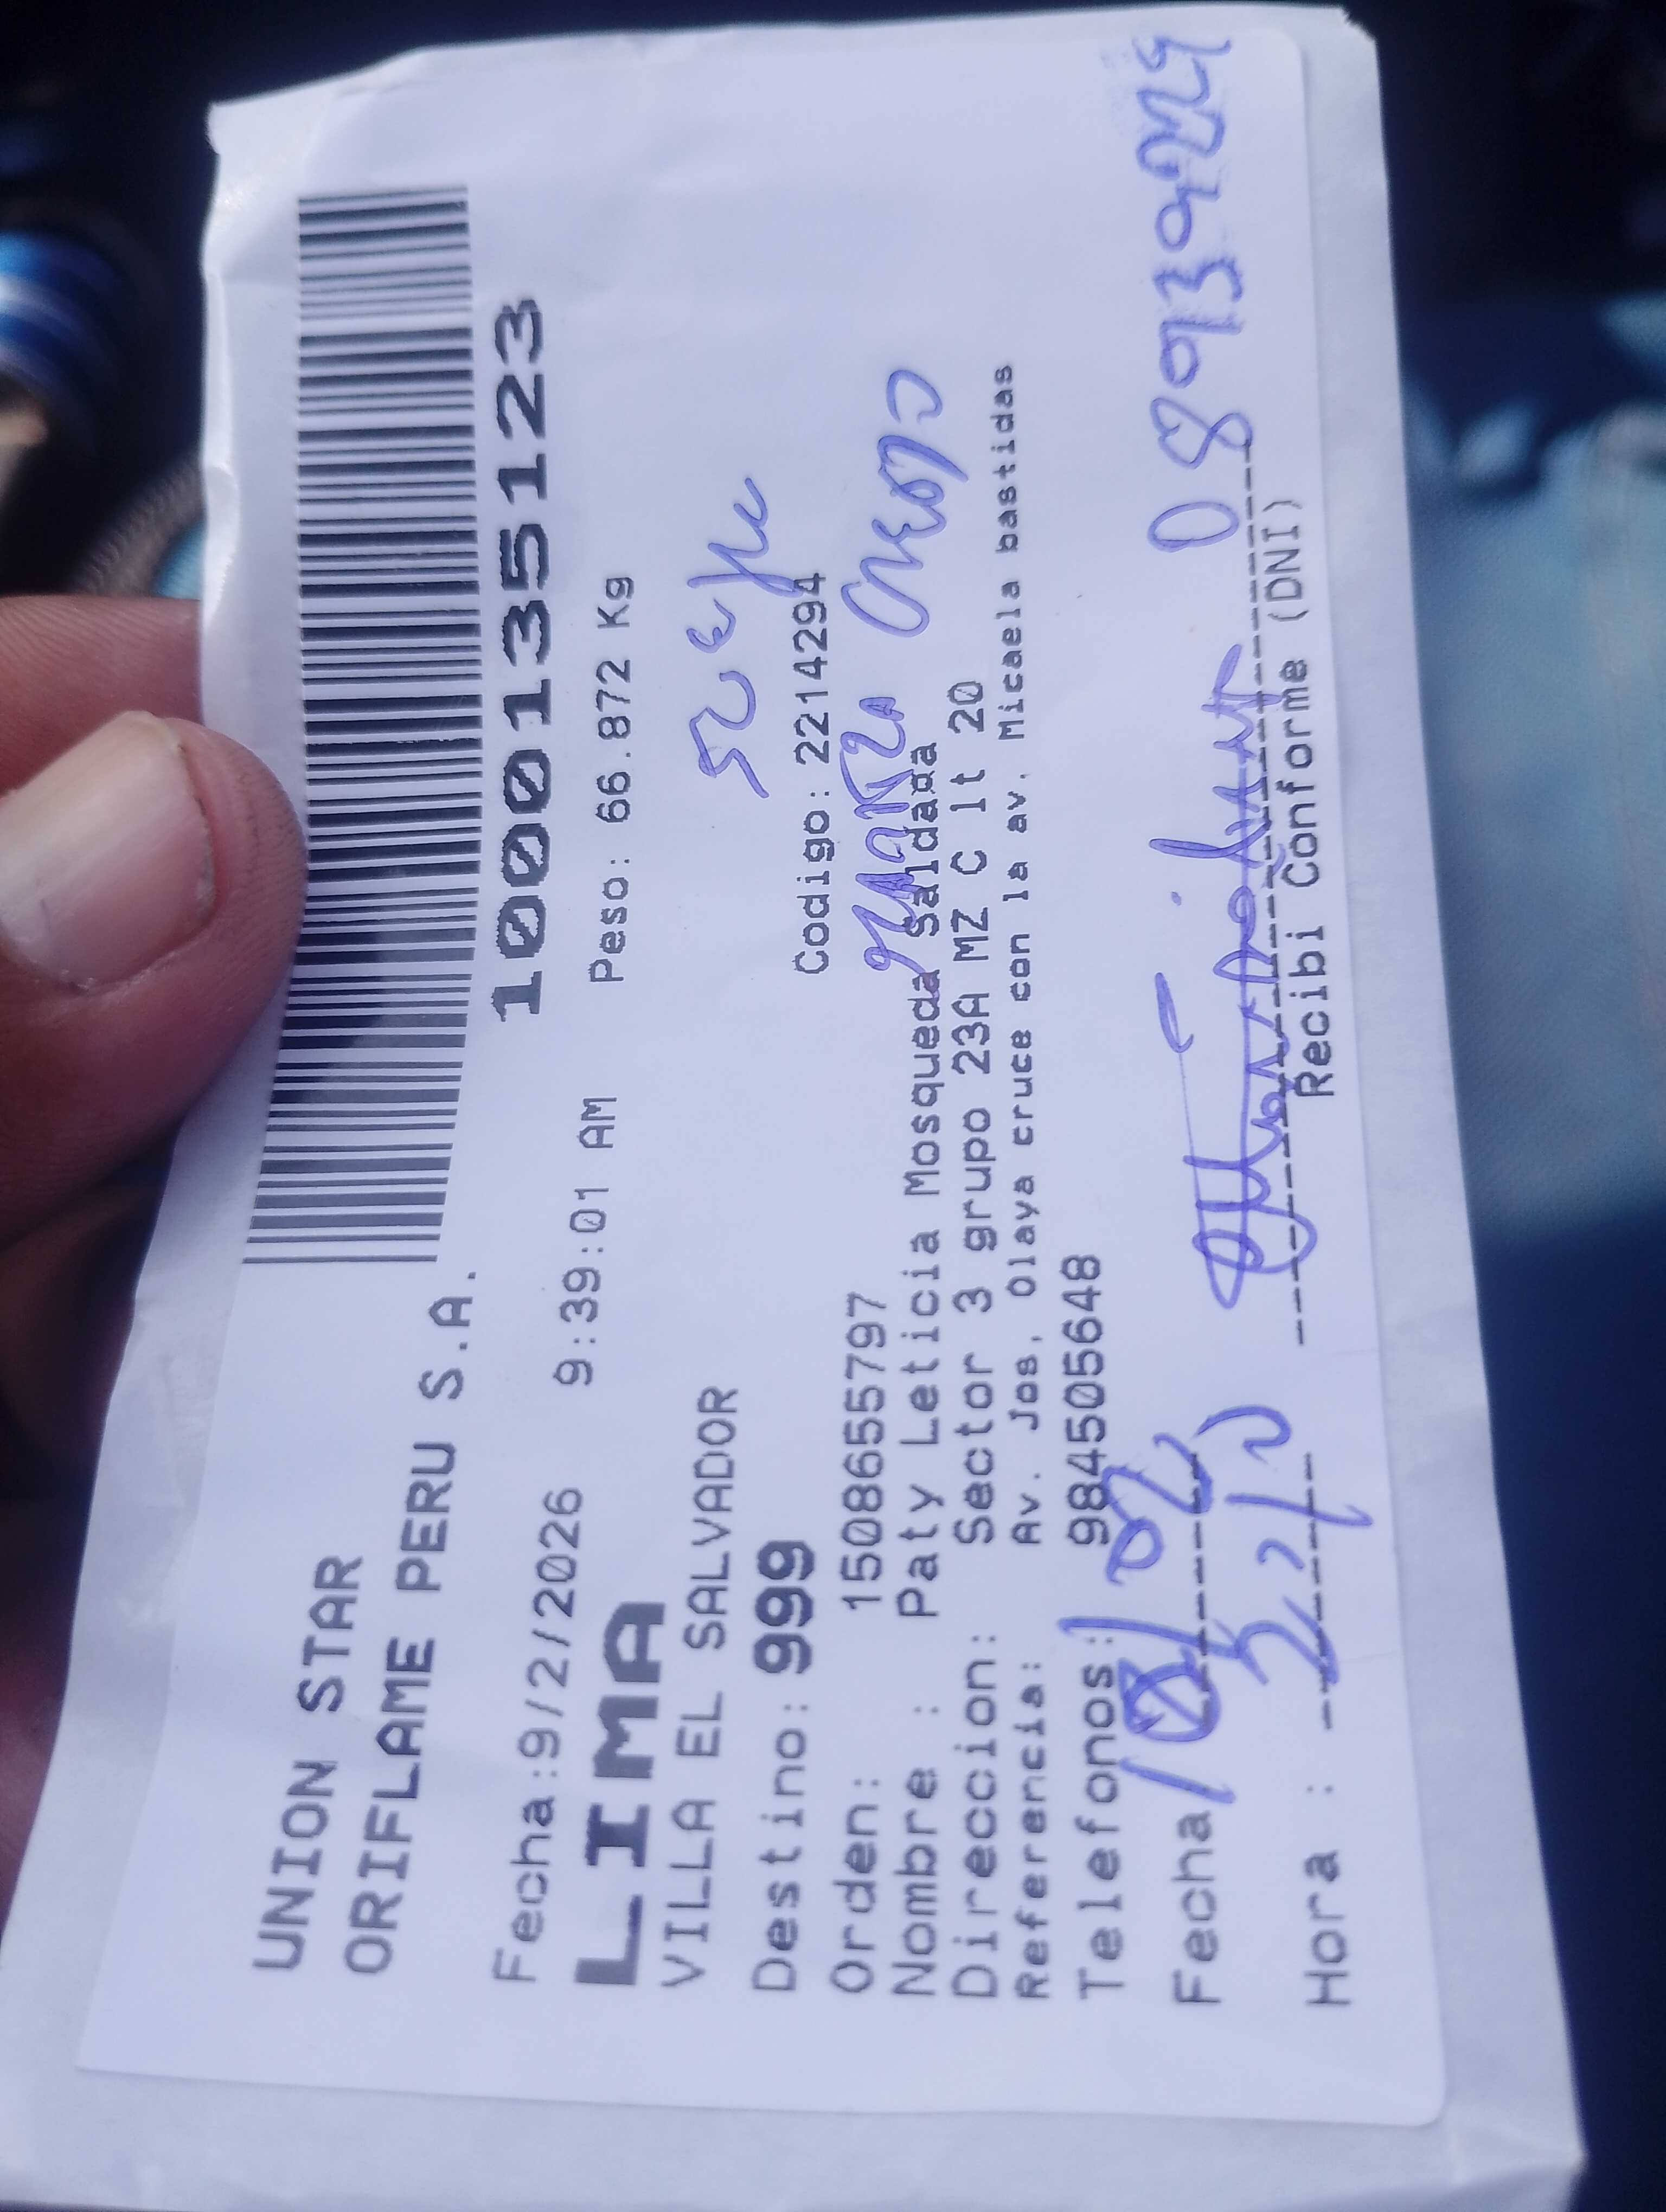 UNION STAR
ORIFLAME PERU S.A.
1000135123
Fecha:9/2/2026 9:39:01 AM Peso: 66.872 Kg
LIMA
VILLA EL SALVADOR
Destino: 999
Codigo: 2214294
Orden: 1508655797
Nombre : Paty Leticia Mosqueda Saldaña
Direccion: Sector 3 grupo 23A MZ C lt 20
Referencia: Av. Jos, Olaya cruce con la av. Micaela bastidas
Telefonos: 984505648
Fecha
Hora :
Recibi Conforme (DNI)